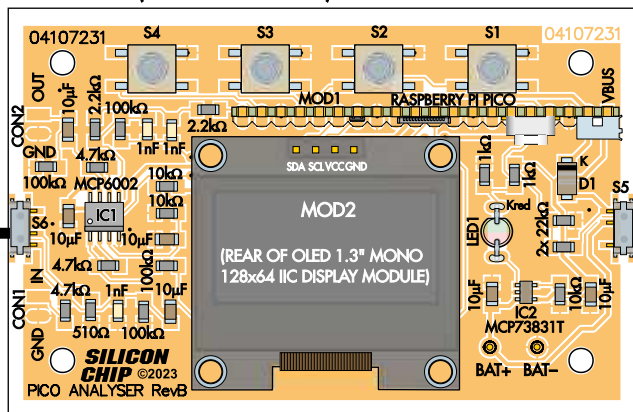 04107231
S4
S3
S2
S1
04107231
OUT
10µF
2.2kΩ
100kΩ
MOD1
RASPBERRY PI PICO
VBUS
CON2
GND
1nF
1nF
2.2kΩ
4.7kΩ
100kΩ
MCP6002
10kΩ
10kΩ
SDA SCL VCC GND
1kΩ
1kΩ
K
D1
S5
S6
IC1
MOD2
Kred
LED1
10µF
10µF
(REAR OF OLED 1.3" MONO
128x64 IIC DISPLAY MODULE)
2x 22kΩ
IN
4.7kΩ
100kΩ
CON1
4.7kΩ
1nF
10µF
10µF
IC2
10kΩ
10µF
GND
510Ω
100kΩ
MCP73831T
SILICON
CHIP ©2023
BAT+
BAT–
PICO ANALYSER RevB